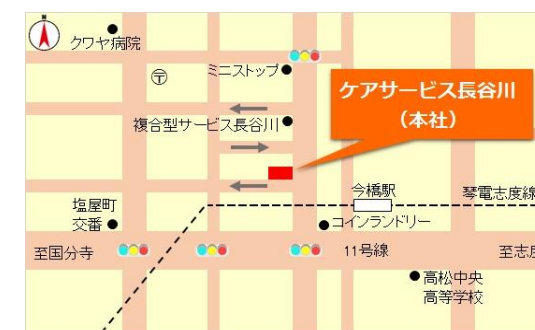 クワヤ病院
〒
ミニストップ
ケアサービス長谷川
（本社）
複合型サービス長谷川
今橋駅
琴電志度線
塩屋町
交番
コインランドリー
至国分寺
11号線
至志度
高松中央
高等学校